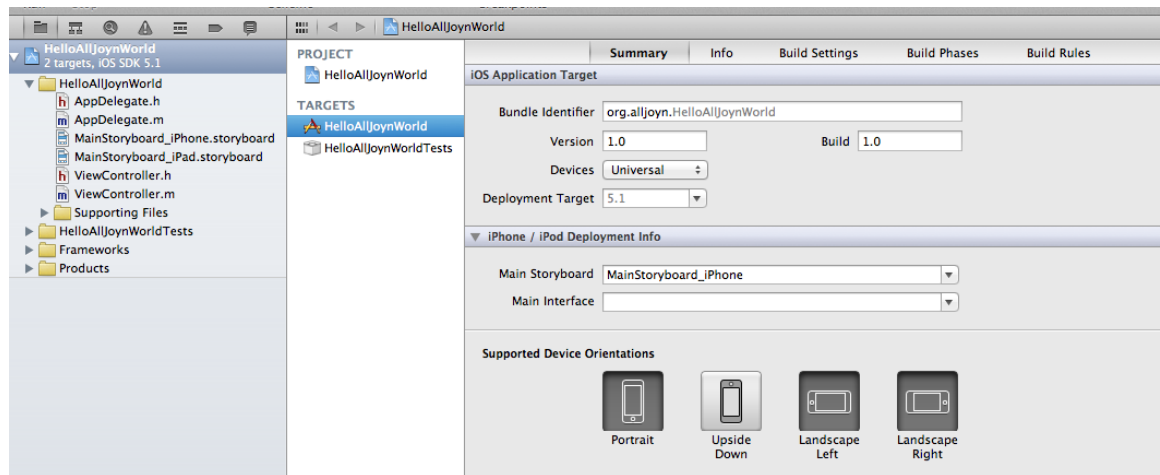 HelloAllJoynWorld
HelloAllJoynWorld
2 targets, iOS SDK 5.1
HelloAllJoynWorld
h AppDelegate.h
m AppDelegate.m
MainStoryboard_iPhone.storyboard
MainStoryboard_iPad.storyboard
h ViewController.h
m ViewController.m
Supporting Files
HelloAllJoynWorldTests
Frameworks
Products
PROJECT
HelloAllJoynWorld
TARGETS
HelloAllJoynWorld
HelloAllJoynWorldTests
Summary Info Build Settings Build Phases Build Rules
iOS Application Target
Bundle Identifier org.alljoyn.HelloAllJoynWorld
Version 1.0 Build 1.0
Devices Universal
Deployment Target 5.1
iPhone / iPod Deployment Info
Main Storyboard MainStoryboard_iPhone
Main Interface
Supported Device Orientations
Portrait
Upside
Down
Landscape
Left
Landscape
Right